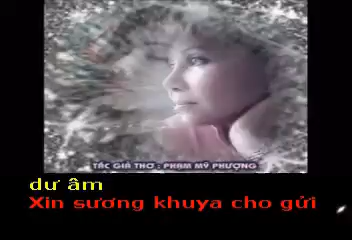 TÁC GIẢ THƠ : PHẠM MỸ PHƯỢNG
dư âm
Xin sương khuya cho gửi